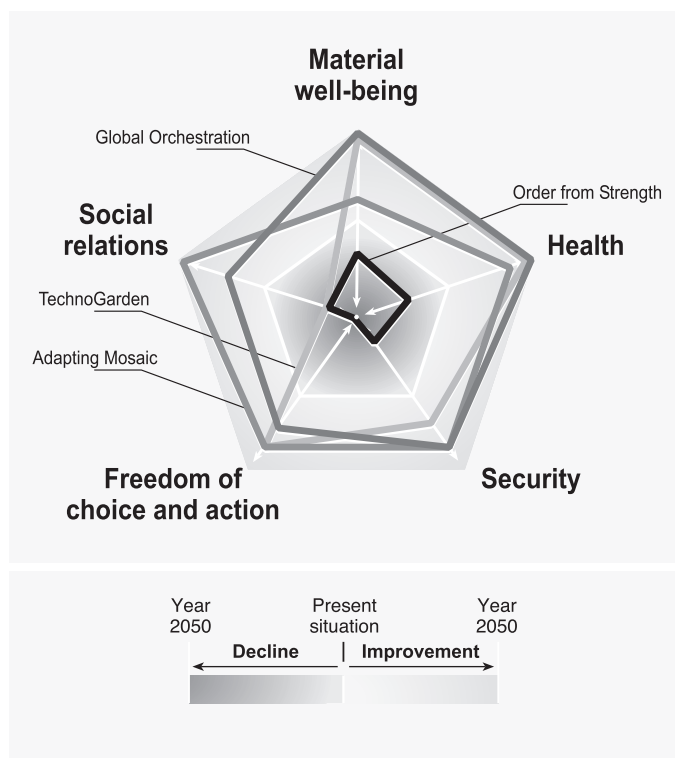 Material
well-being
Global Orchestration
Order from Strength
Social
relations
Health
TechnoGarden
Adapting Mosaic
Freedom of
choice and action
Security
Year
2050
Present
situation
Year
2050
Decline
Improvement